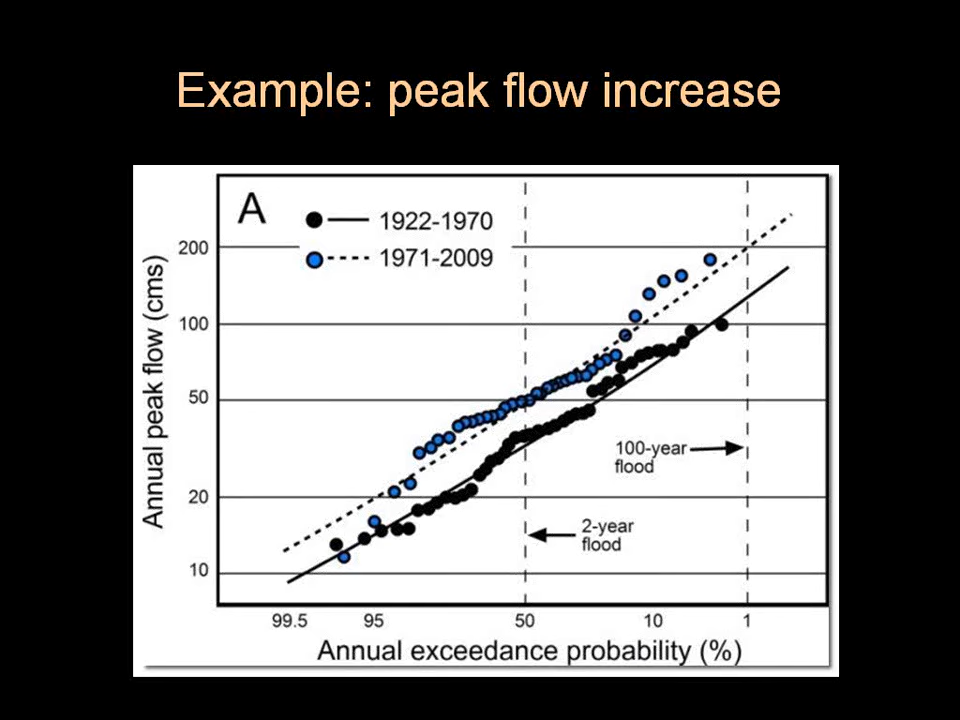 Example: peak flow increase
A
1922-1970
1971-2009
200
100
50
20
10
Annual peak flow (cms)
100-year
flood
2-year
flood
99.5 95 50 10 1
Annual exceedance probability (%)